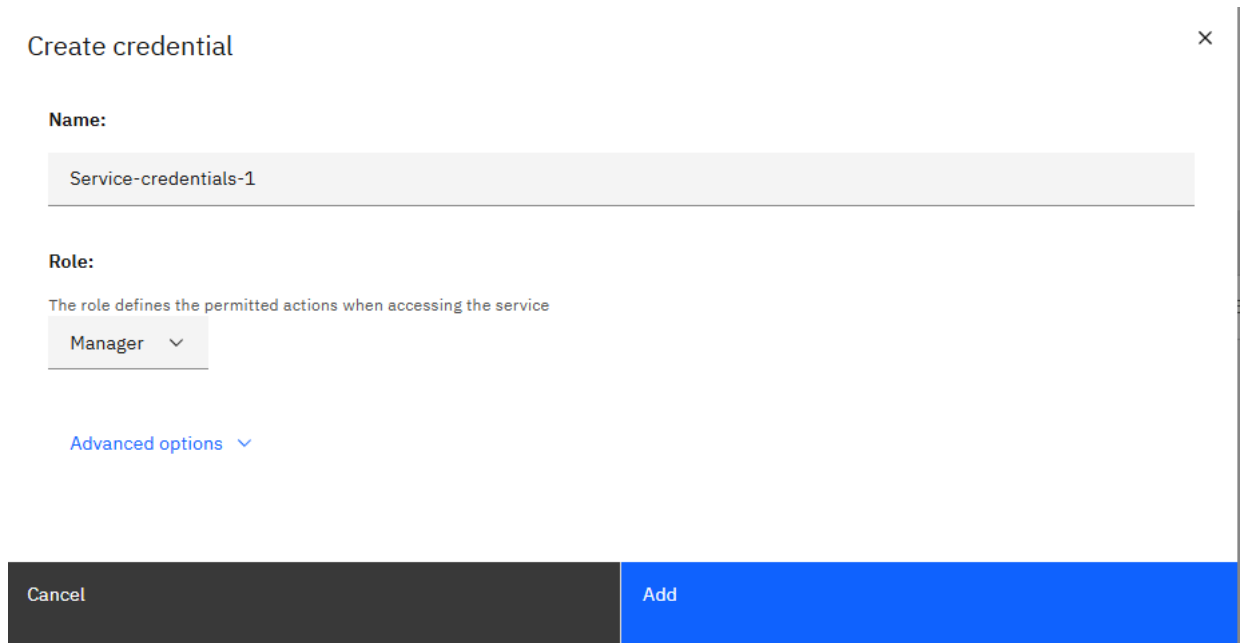 Create credential
Name:
Service-credentials-1
Role:
The role defines the permitted actions when accessing the service
Manager
Advanced options
Cancel
Add